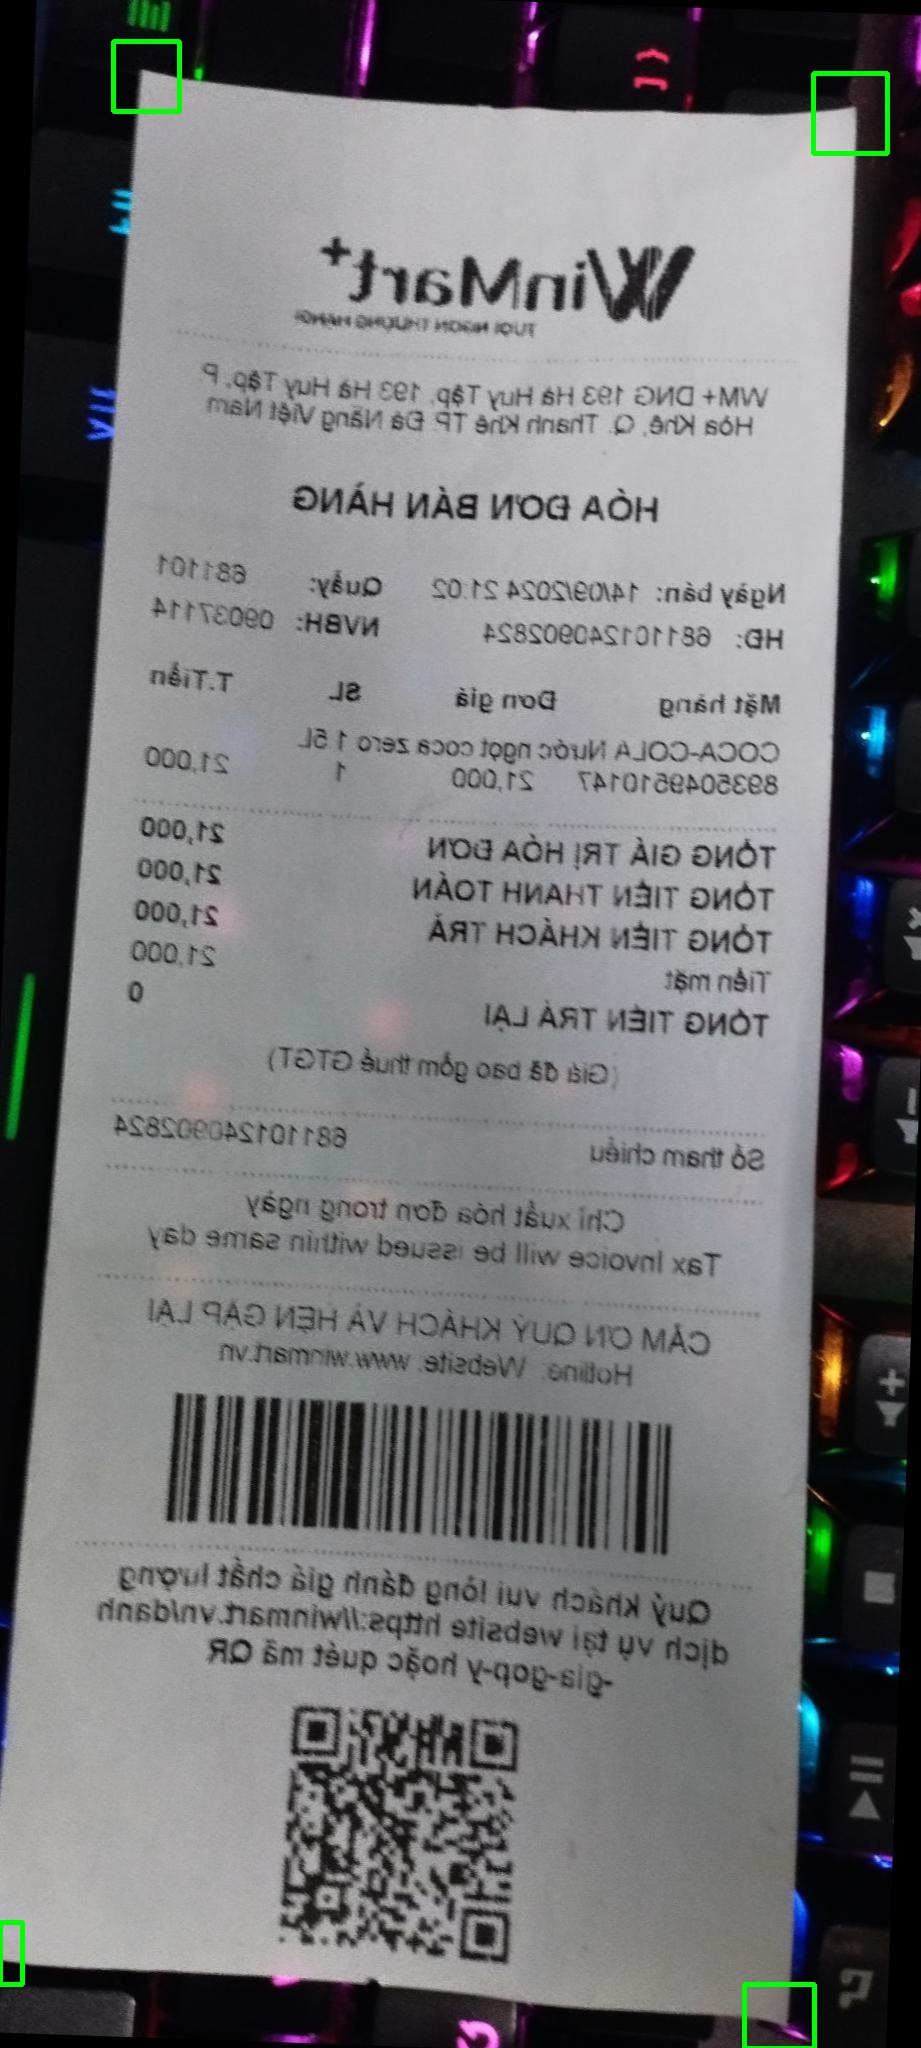 WinMart+
TƯƠI NGON THƯỢNG HẠNG!
WM+ DNG 193 Hà Huy Tập, 193 Hà Huy Tập, P.
Hòa Khê, Q. Thanh Khê TP. Đà Nẵng Việt Nam
HÓA ĐƠN BÁN HÀNG
Ngày bán: 14/09/2024 21:02 Quầy: 681101
HĐ: 681101240902824 NVBH: 09037114
Mặt hàng Đơn giá SL T.Tiền
COCA-COLA Nước ngọt coca zero 1.5L
8935049510147 21,000 1 21,000
TỔNG GIÁ TRỊ HÓA ĐƠN 21,000
TỔNG TIỀN THANH TOÁN 21,000
TỔNG TIỀN KHÁCH TRẢ 21,000
Tiền mặt 21,000
TỔNG TIỀN TRẢ LẠI 0
(Giá đã bao gồm thuế GTGT)
Số tham chiếu 681101240902824
Chỉ xuất hóa đơn trong ngày
Tax Invoice will be issued within same day
CẢM ƠN QUÝ KHÁCH VÀ HẸN GẶP LẠI
Hotline: Website: www.winmart.vn
Quý khách vui lòng đánh giá chất lượng
dịch vụ tại website https://winmart.vn/danh
-gia-gop-y hoặc quét mã QR